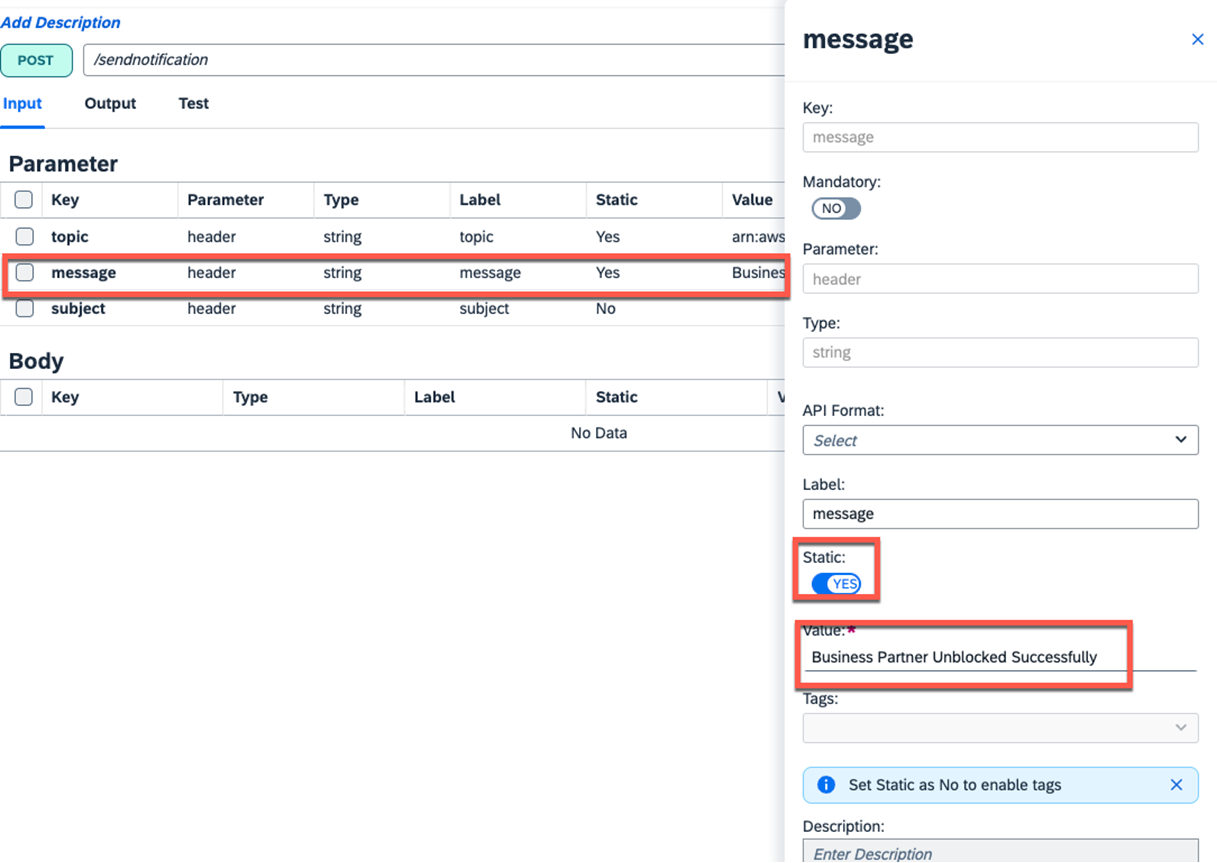 Add Description
POST /sendnotification
Input Output Test
Parameter
Key Parameter Type Label Static Value
topic header string topic Yes arn:aws
message header string message Yes Busines
subject header string subject No
Body
Key Type Label Static
No Data
message
Key:
message
Mandatory:
NO
Parameter:
header
Type:
string
API Format:
Select
Label:
message
Static:
YES
Value:*
Business Partner Unblocked Successfully
Tags:
Set Static as No to enable tags
Description:
Enter Description